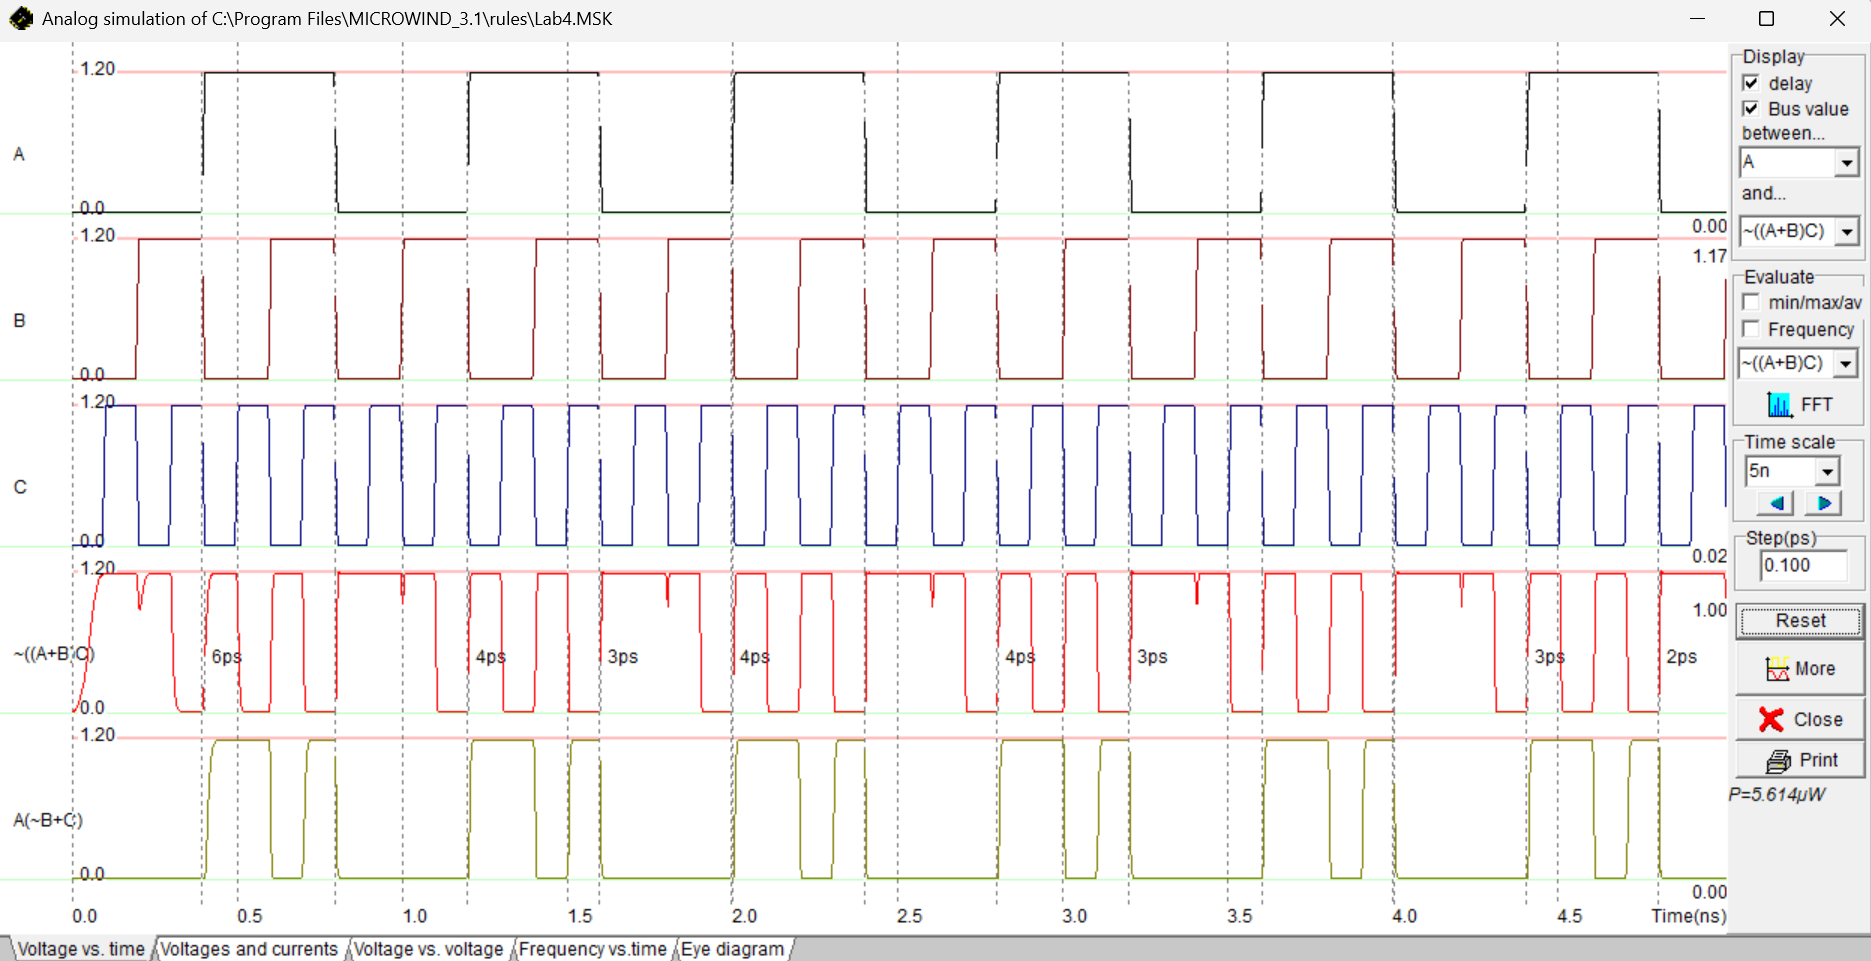 Analog simulation of C:\Program Files\MICROWIND_3.1\rules\Lab4.MSK
1.20
A
0.0
0.00
1.20
1.17
B
0.0
1.20
C
0.0
0.02
1.20
1.00
~((A+B)C)
6ps
4ps
3ps
4ps
4ps
3ps
3ps
2ps
0.0
1.20
A(~B+C)
0.0
0.00
0.0 0.5 1.0 1.5 2.0 2.5 3.0 3.5 4.0 4.5 Time(ns)
Display
delay
Bus value
between...
A
and...
~((A+B)C)
Evaluate
min/max/av
Frequency
~((A+B)C)
FFT
Time scale
5n
Step(ps)
0.100
Reset
More
Close
Print
P=5.614µW
Voltage vs. time Voltages and currents Voltage vs. voltage Frequency vs.time Eye diagram